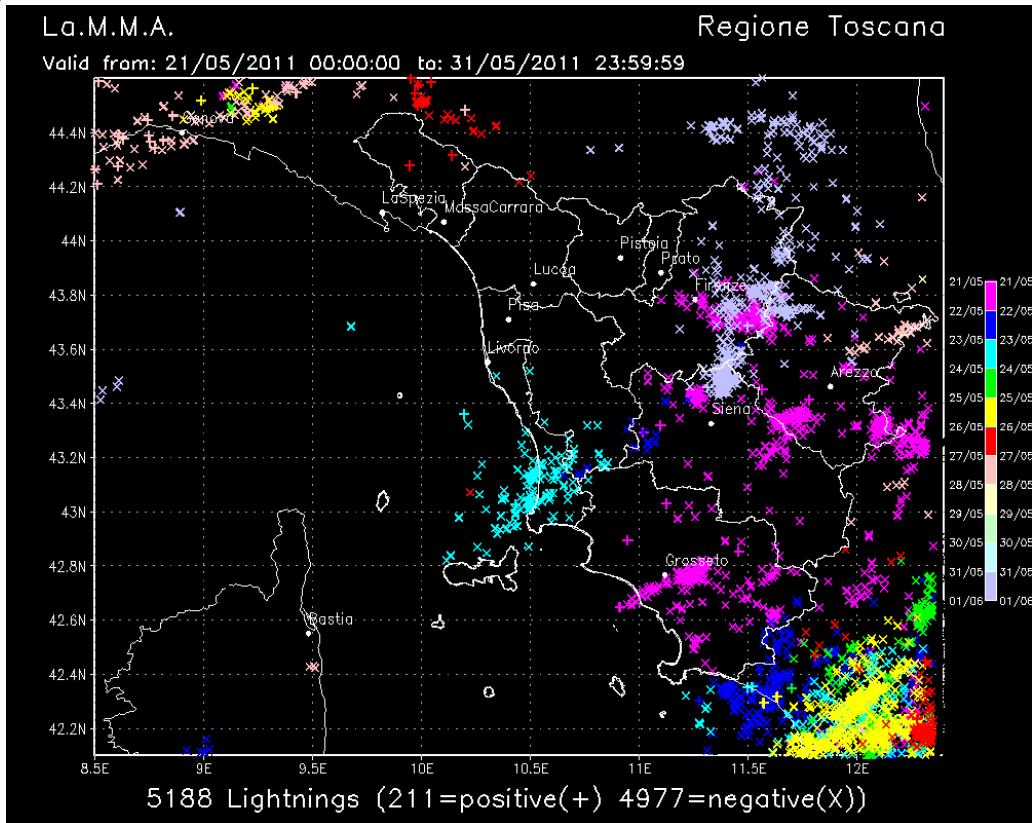 La.M.M.A. Regione Toscana
Valid from: 21/05/2011 00:00:00 to: 31/05/2011 23:59:59
44.4N
Genova
44.2N
LaSpezia
MassaCarrara
44N
Pistoia
Prato
Lucca
43.8N
Firenze
Pisa
43.6N
Livorno
Arezzo
43.4N
Siena
43.2N
43N
42.8N
Grosseto
42.6N
Bastia
42.4N
42.2N
8.5E 9E 9.5E 10E 10.5E 11E 11.5E 12E
21/05 21/05
22/05 22/05
23/05 23/05
24/05 24/05
25/05 25/05
26/05 26/05
27/05 27/05
28/05 28/05
29/05 29/05
30/05 30/05
31/05 31/05
01/06 01/06
5188 Lightnings (211=positive(+) 4977=negative(X))